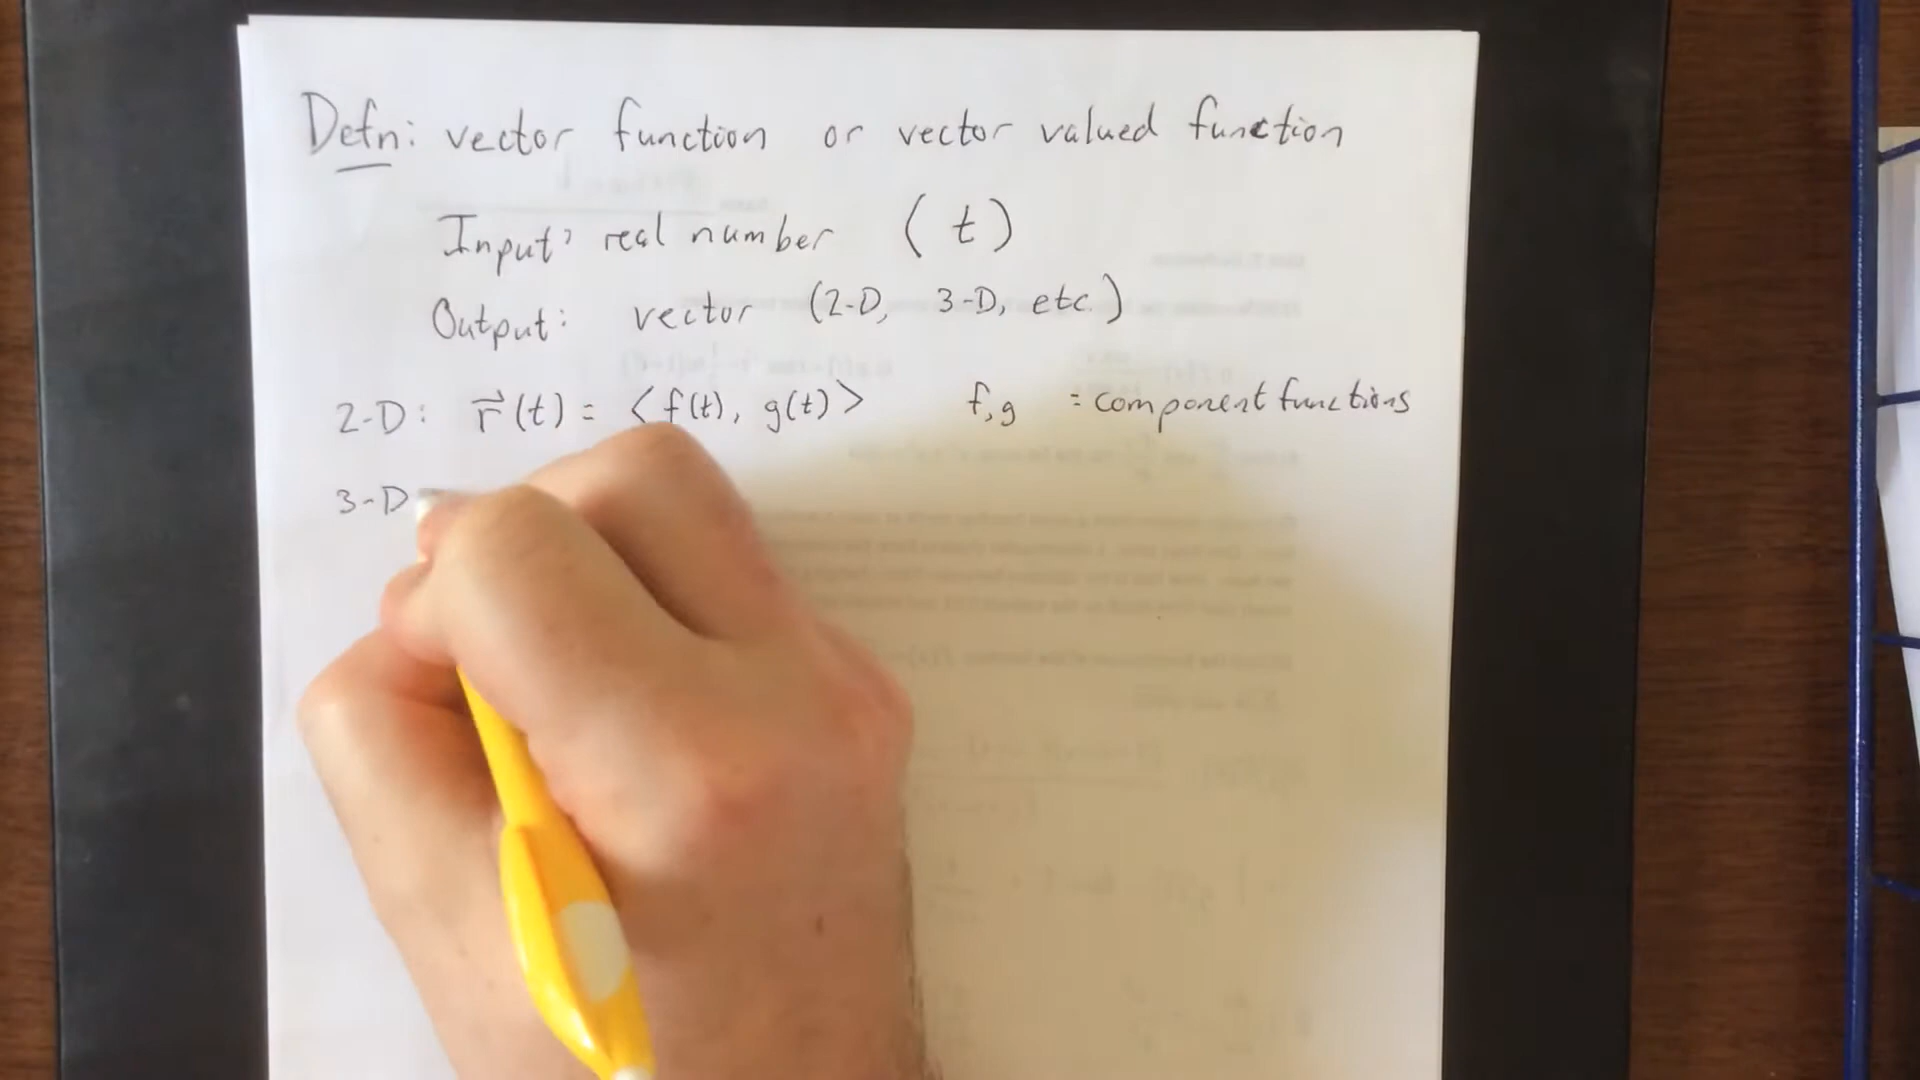 Defn: vector function or vector valued function
Input: real number (t)
Output: vector (2-D, 3-D, etc.)
2-D: r⃗(t) = ⟨f(t), g(t)⟩ f,g = component functions
3-D